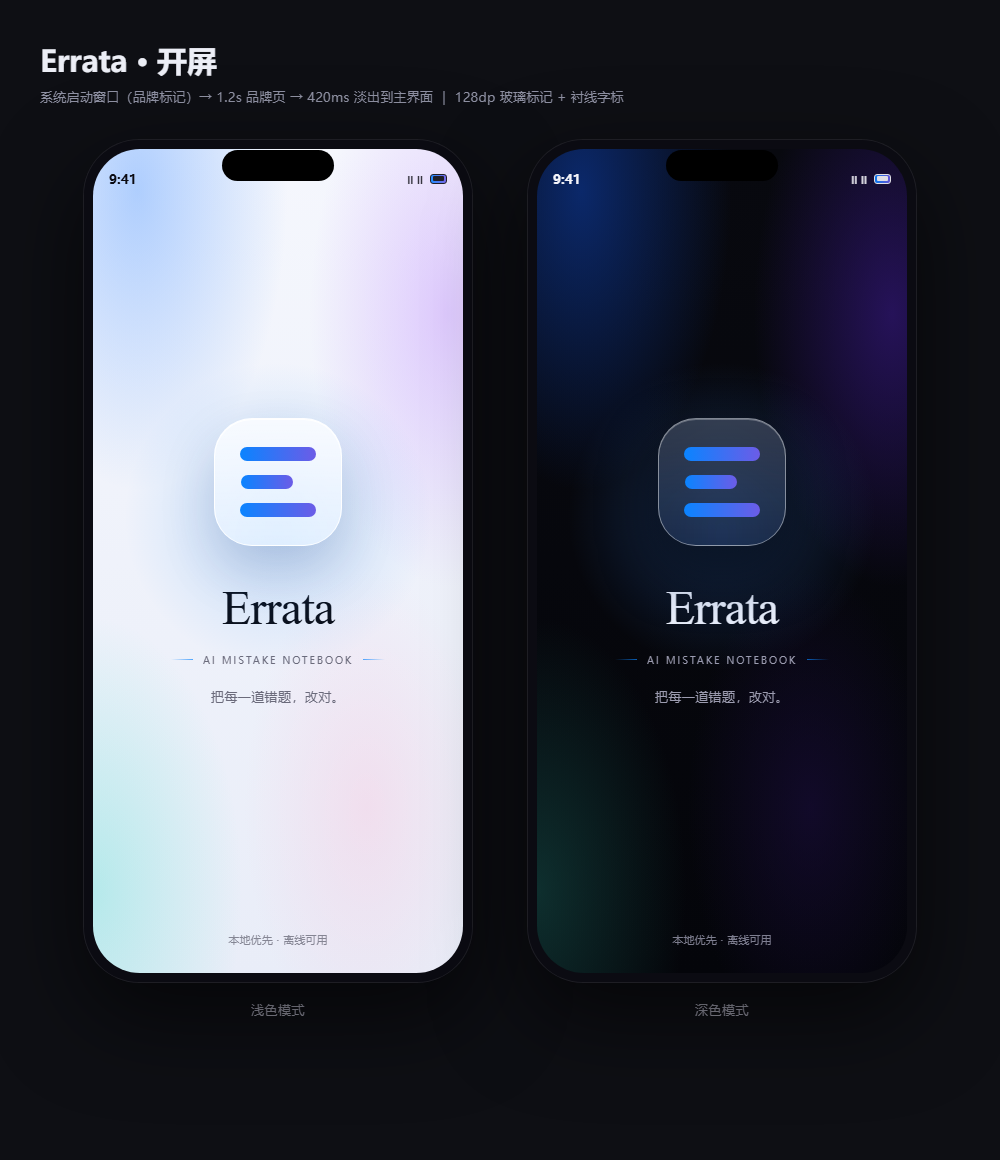 Errata • 开屏
系统启动窗口（品牌标记）→ 1.2s 品牌页 → 420ms 淡出到主界面 ｜ 128dp 玻璃标记 + 衬线字标
9:41
Errata
AI MISTAKE NOTEBOOK
把每一道错题，改对。
本地优先 · 离线可用
浅色模式
9:41
Errata
AI MISTAKE NOTEBOOK
把每一道错题，改对。
本地优先 · 离线可用
深色模式